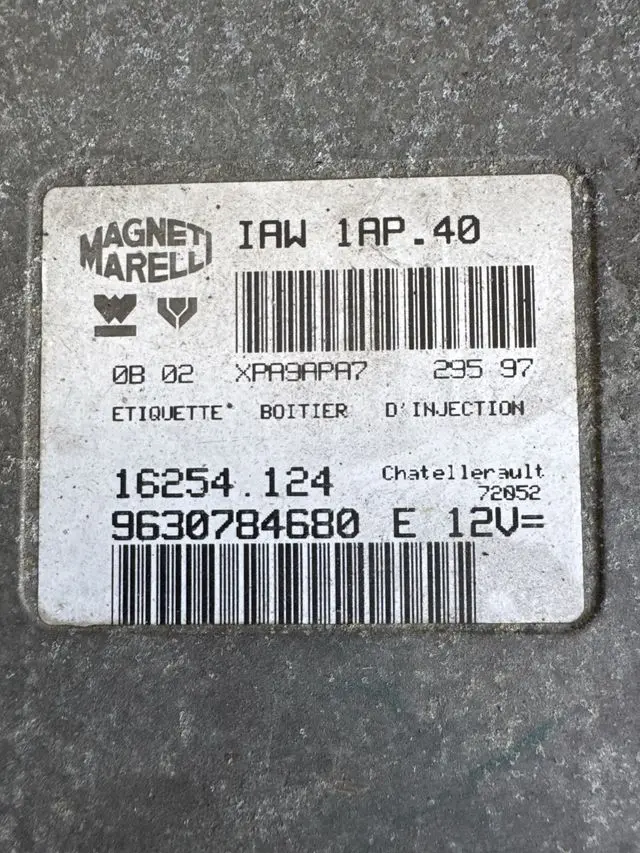 MAGNETI
MARELLI
IAW 1AP.40
0B 02 XPA9APA7 295 97
ETIQUETTE* BOITIER D'INJECTION
16254.124 Chatellerault
72052
9630784680 E 12V=